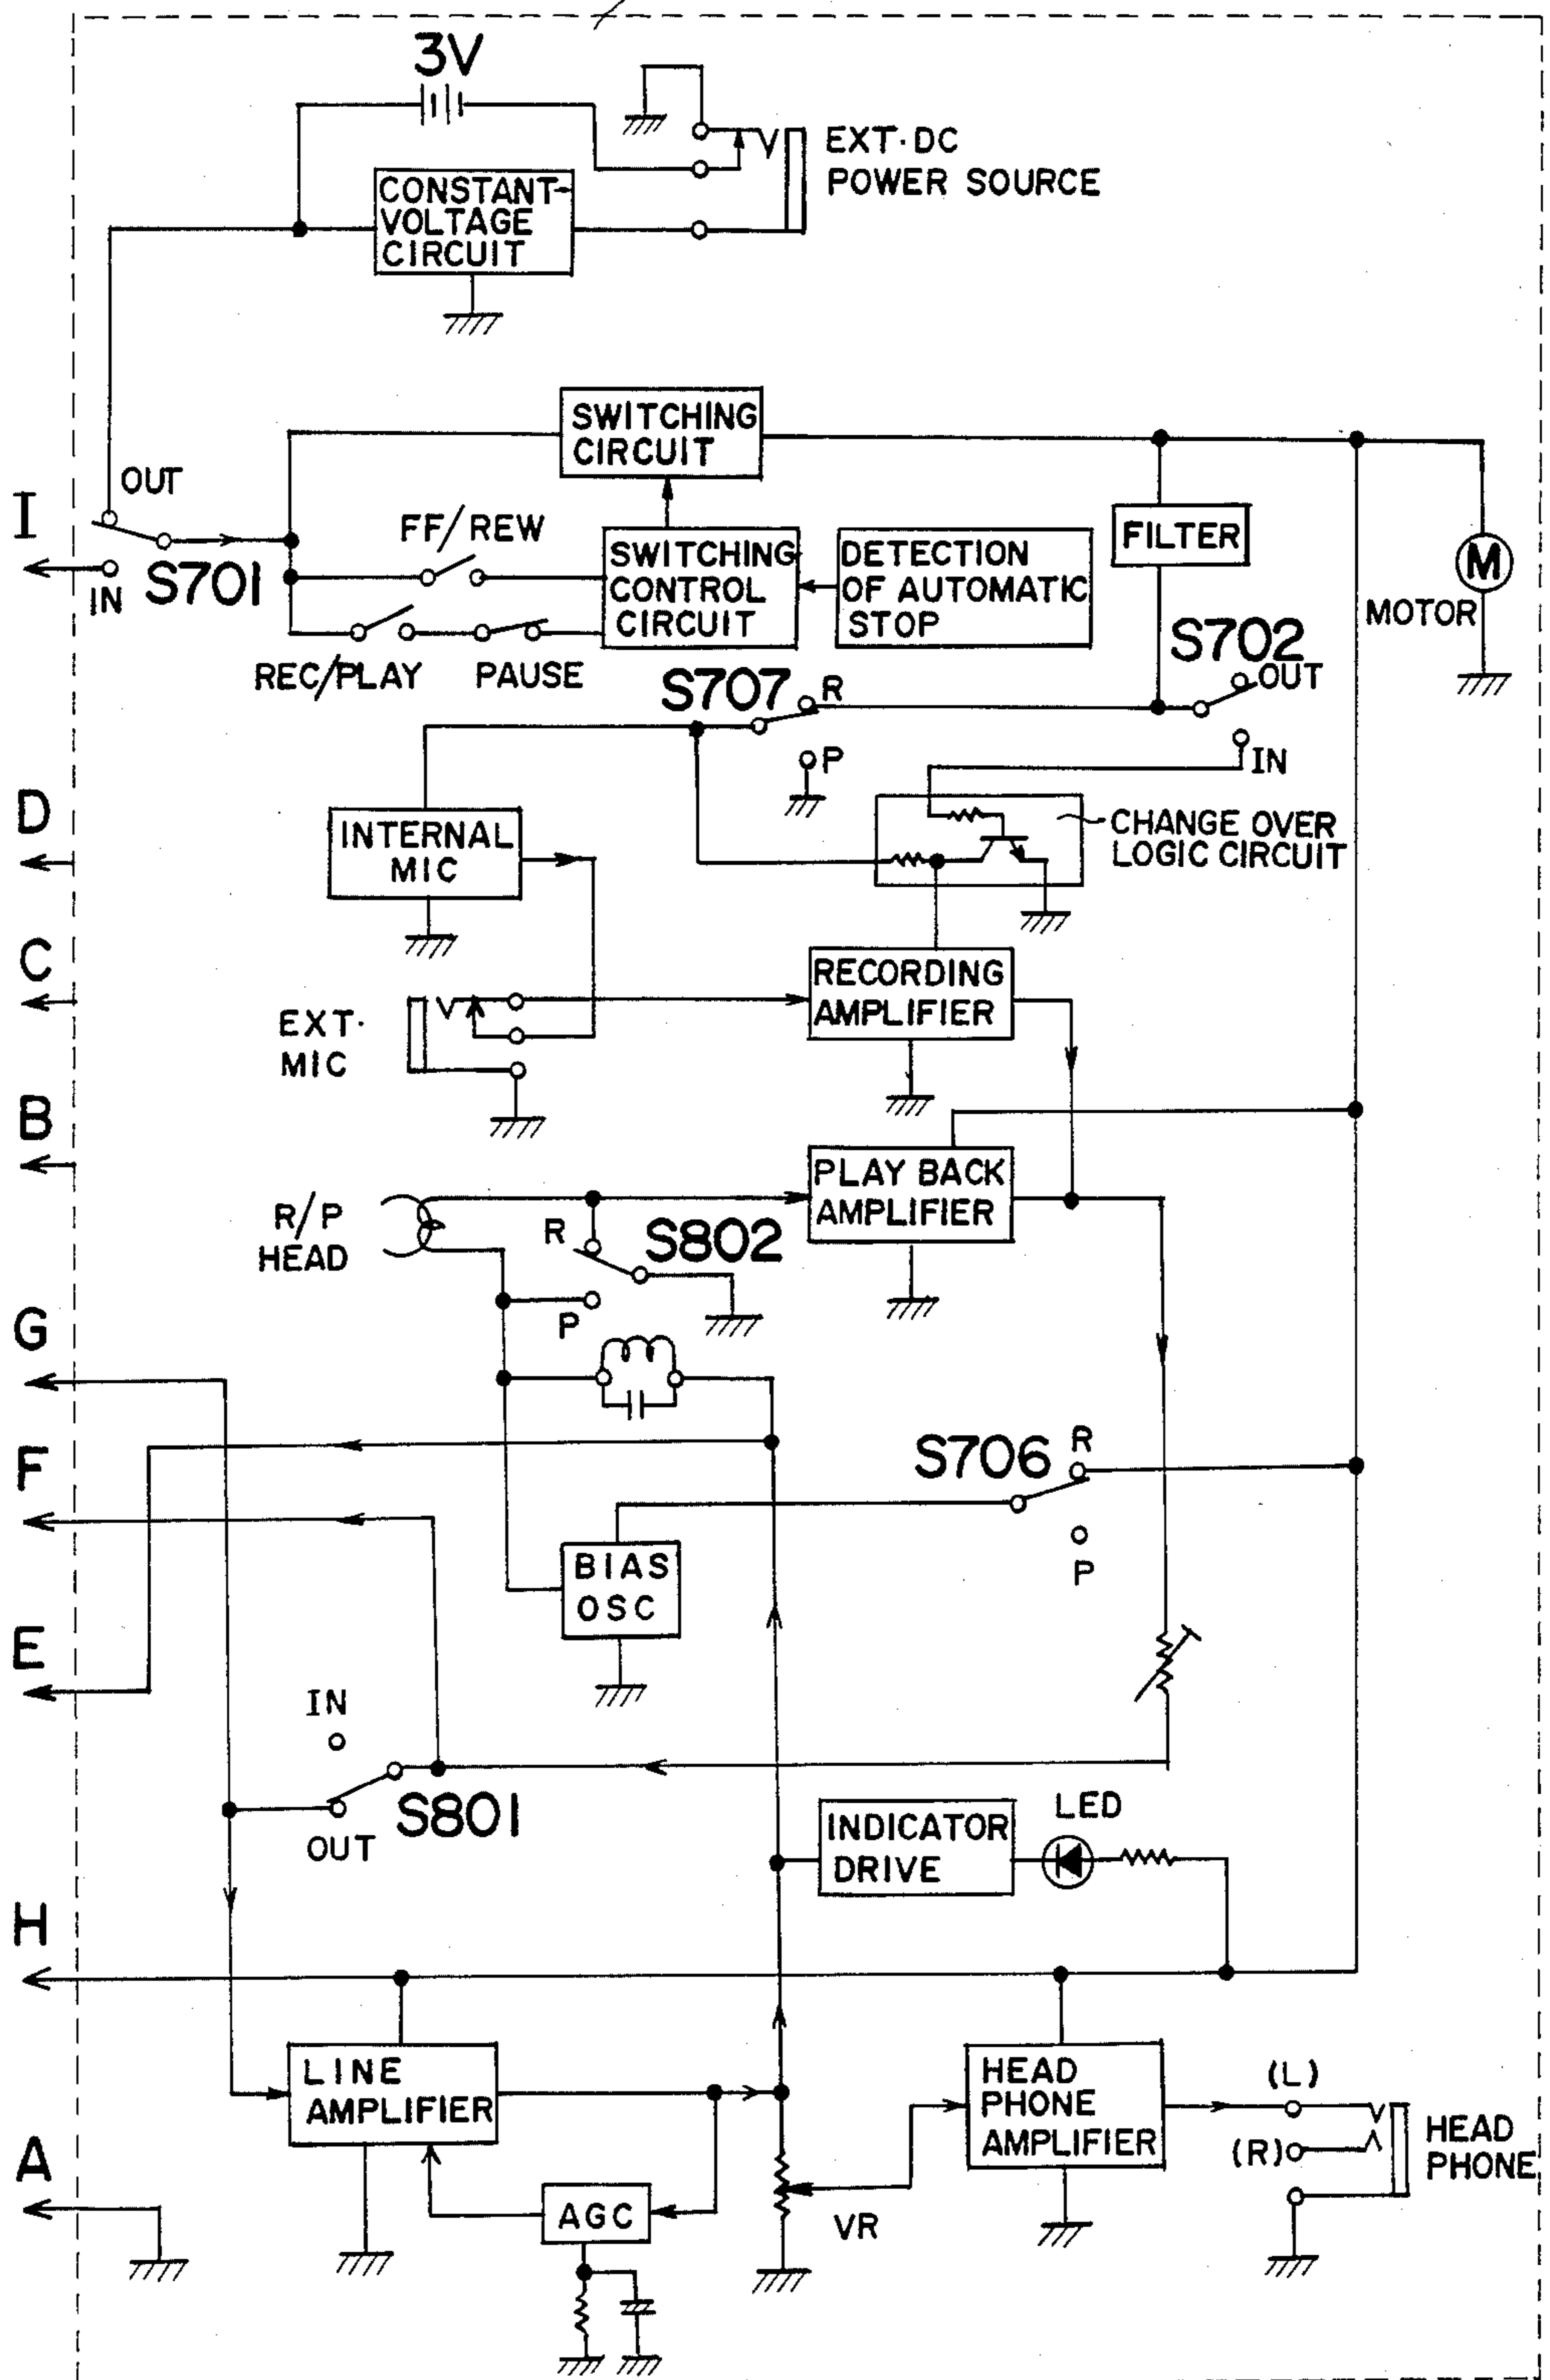 3V
EXT·DC
POWER SOURCE
CONSTANT-
VOLTAGE
CIRCUIT
SWITCHING
CIRCUIT
OUT
I
IN
S701
FF/REW
SWITCHING
CONTROL
CIRCUIT
DETECTION
OF AUTOMATIC
STOP
FILTER
M
MOTOR
REC/PLAY
PAUSE
S707
R
P
S702
OUT
IN
D
INTERNAL
MIC
CHANGE OVER
LOGIC CIRCUIT
C
EXT·
MIC
RECORDING
AMPLIFIER
B
R/P
HEAD
R
S802
P
PLAY BACK
AMPLIFIER
G
F
S706
R
P
BIAS
OSC
E
IN
S801
OUT
INDICATOR
DRIVE
LED
H
LINE
AMPLIFIER
HEAD
PHONE
AMPLIFIER
(L)
(R)
HEAD
PHONE
A
AGC
VR